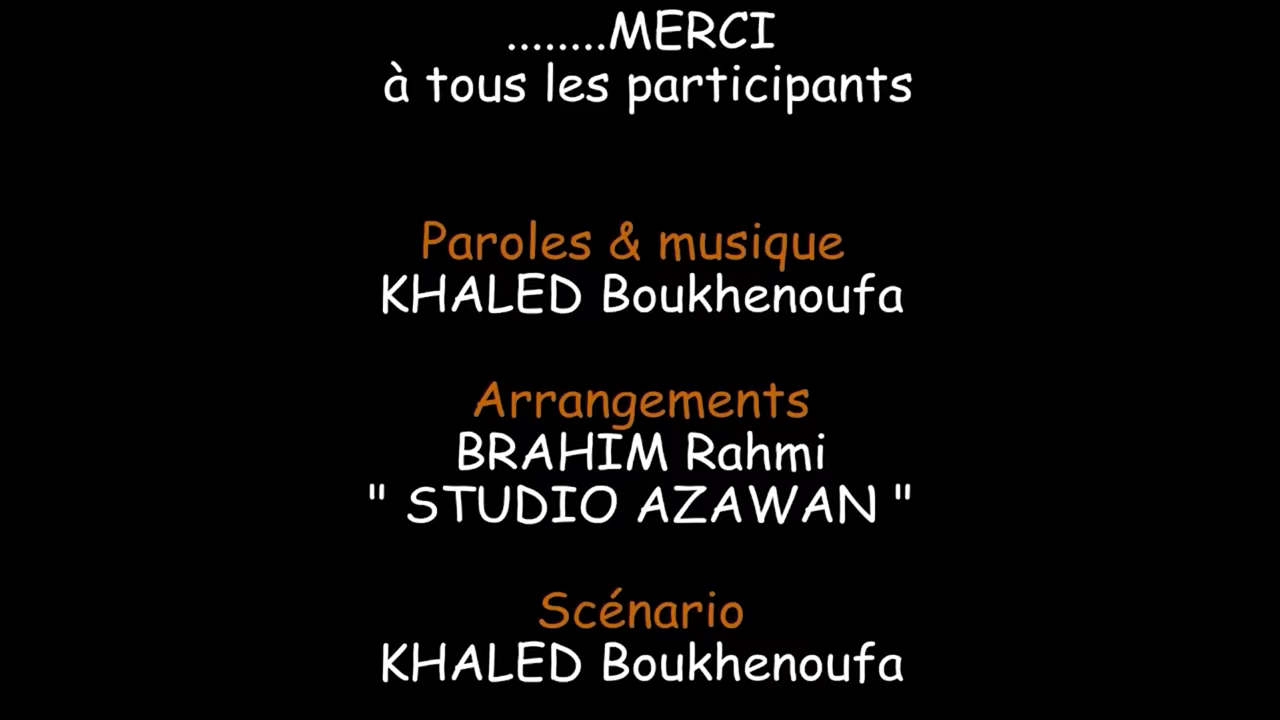 ........MERCI
à tous les participants
Paroles & musique
KHALED Boukhenoufa
Arrangements
BRAHIM Rahmi
" STUDIO AZAWAN "
Scénario
KHALED Boukhenoufa